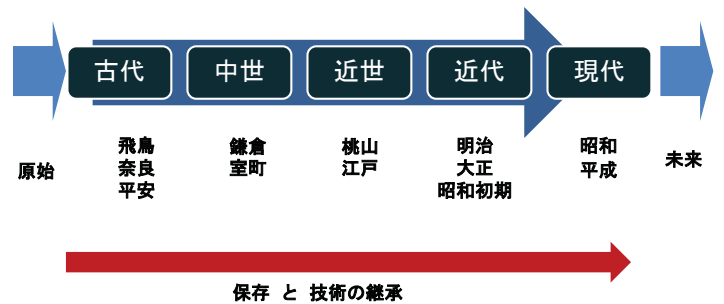 古代
中世
近世
近代
現代
原始
飛鳥
奈良
平安
鎌倉
室町
桃山
江戸
明治
大正
昭和初期
昭和
平成
未来
保存 と 技術の継承